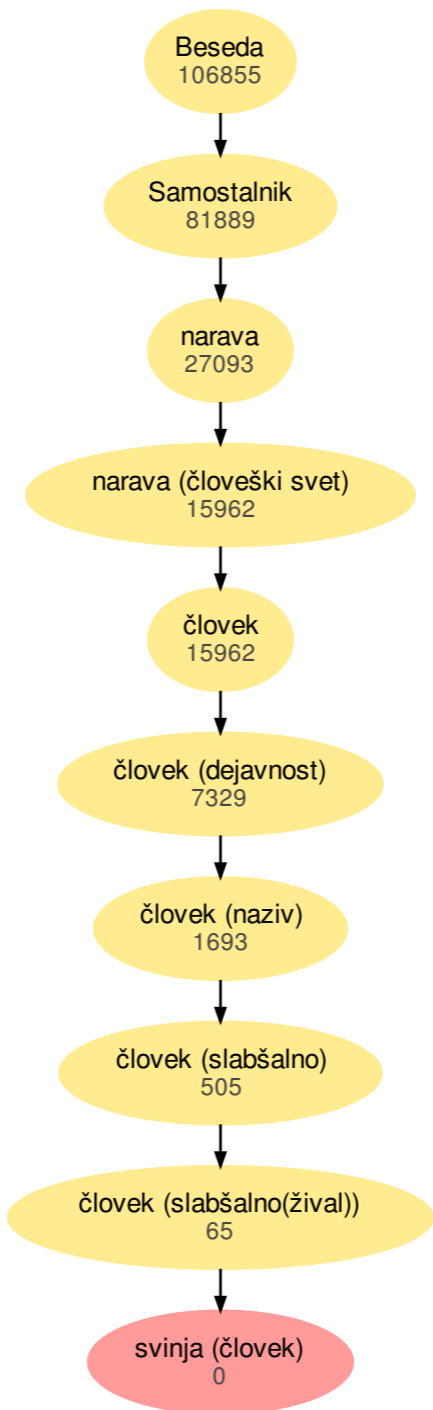 Beseda
106855
Samostalnik
81889
narava
27093
narava (človeški svet)
15962
človek
15962
človek (dejavnost)
7329
človek (naziv)
1693
človek (slabšalno)
505
človek (slabšalno(žival))
65
svinja (človek)
0